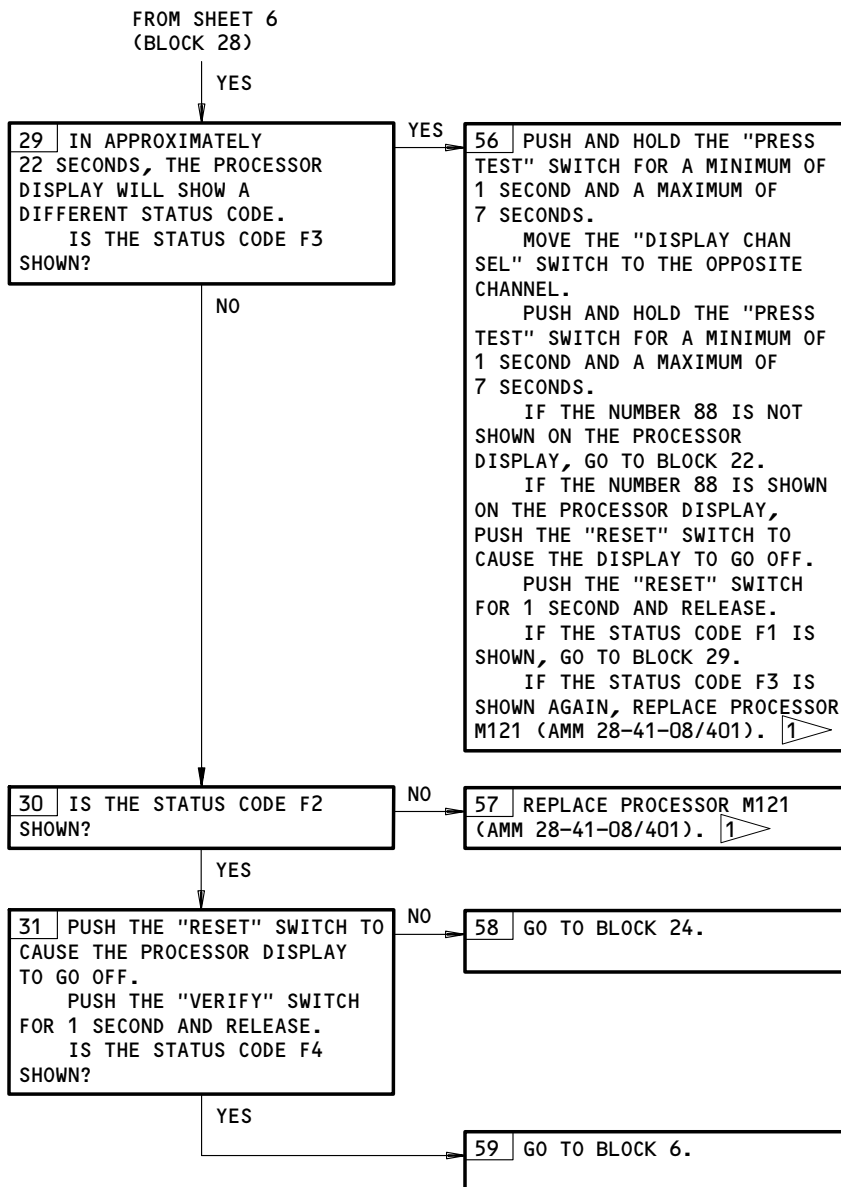 FROM SHEET 6
(BLOCK 28)
YES
29 IN APPROXIMATELY
22 SECONDS, THE PROCESSOR
DISPLAY WILL SHOW A
DIFFERENT STATUS CODE.
IS THE STATUS CODE F3
SHOWN?
YES
56 PUSH AND HOLD THE "PRESS
TEST" SWITCH FOR A MINIMUM OF
1 SECOND AND A MAXIMUM OF
7 SECONDS.
MOVE THE "DISPLAY CHAN
SEL" SWITCH TO THE OPPOSITE
CHANNEL.
PUSH AND HOLD THE "PRESS
TEST" SWITCH FOR A MINIMUM OF
1 SECOND AND A MAXIMUM OF
7 SECONDS.
IF THE NUMBER 88 IS NOT
SHOWN ON THE PROCESSOR
DISPLAY, GO TO BLOCK 22.
IF THE NUMBER 88 IS SHOWN
ON THE PROCESSOR DISPLAY,
PUSH THE "RESET" SWITCH TO
CAUSE THE DISPLAY TO GO OFF.
PUSH THE "RESET" SWITCH
FOR 1 SECOND AND RELEASE.
IF THE STATUS CODE F1 IS
SHOWN, GO TO BLOCK 29.
IF THE STATUS CODE F3 IS
SHOWN AGAIN, REPLACE PROCESSOR
M121 (AMM 28-41-08/401). 1
NO
30 IS THE STATUS CODE F2
SHOWN?
NO
57 REPLACE PROCESSOR M121
(AMM 28-41-08/401). 1
YES
31 PUSH THE "RESET" SWITCH TO
CAUSE THE PROCESSOR DISPLAY
TO GO OFF.
PUSH THE "VERIFY" SWITCH
FOR 1 SECOND AND RELEASE.
IS THE STATUS CODE F4
SHOWN?
NO
58 GO TO BLOCK 24.
YES
59 GO TO BLOCK 6.